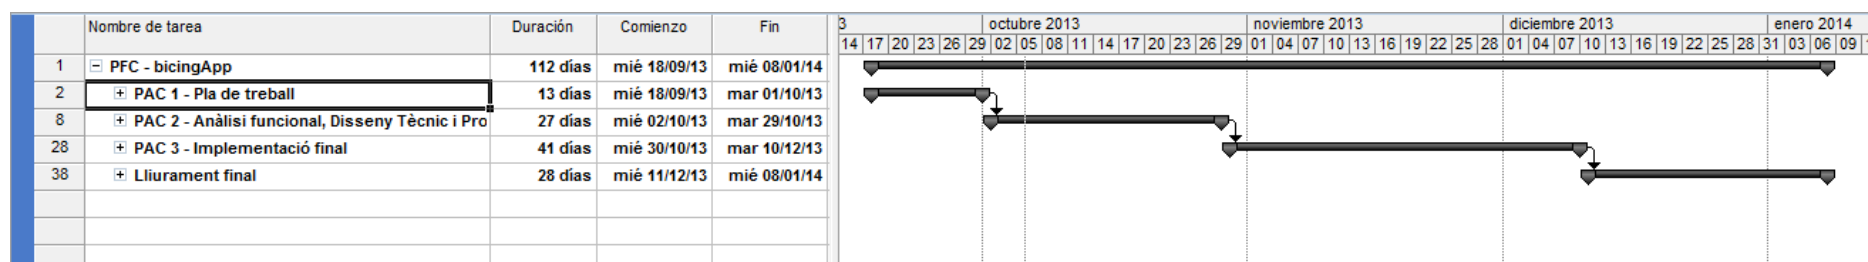 Nombre de tarea Duración Comienzo Fin 3 octubre 2013 noviembre 2013 diciembre 2013 enero 2014
14 17 20 23 26 29 02 05 08 11 14 17 20 23 26 29 01 04 07 10 13 16 19 22 25 28 01 04 07 10 13 16 19 22 25 28 31 03 06 09
1 PFC - bicingApp 112 días mié 18/09/13 mié 08/01/14
2 PAC 1 - Pla de treball 13 días mié 18/09/13 mar 01/10/13
8 PAC 2 - Anàlisi funcional, Disseny Tècnic i Pro 27 días mié 02/10/13 mar 29/10/13
28 PAC 3 - Implementació final 41 días mié 30/10/13 mar 10/12/13
38 Lliurament final 28 días mié 11/12/13 mié 08/01/14